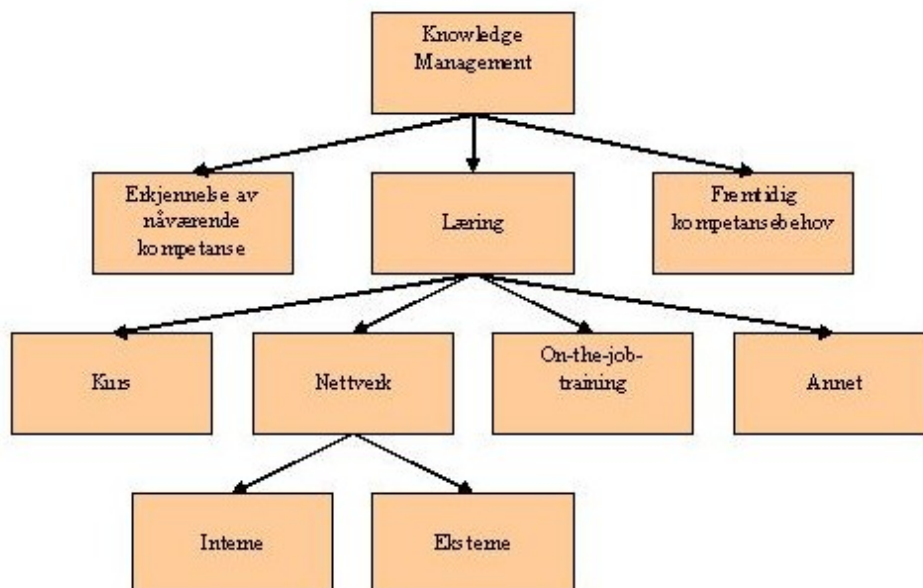 Knowledge
Management
Erkjennelse av
nåværende
kompetanse
Læring
Fremtidig
kompetansebehov
Kurs
Nettverk
On-the-job-
training
Annet
Interne
Eksterne